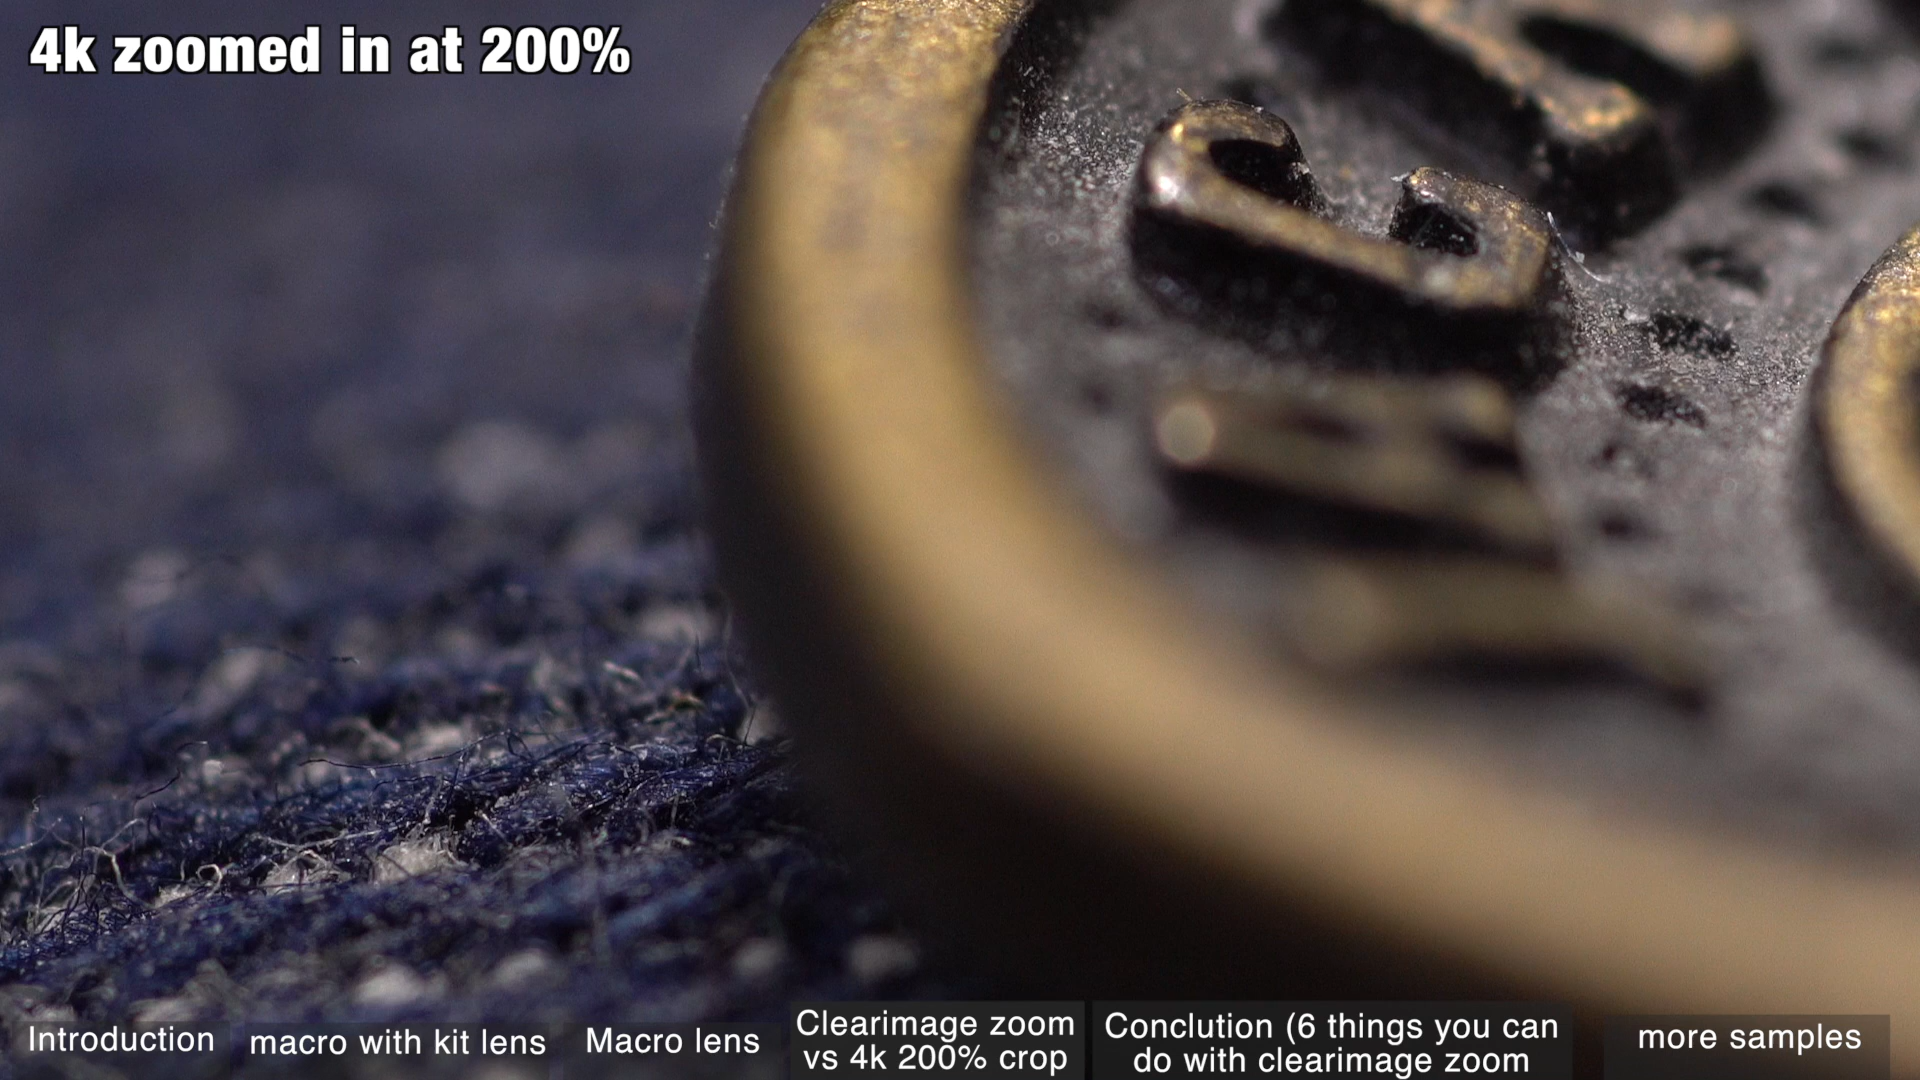 4k zoomed in at 200%
Introduction
macro with kit lens
Macro lens
Clearimage zoom
vs 4k 200% crop
Conclution (6 things you can
do with clearimage zoom
more samples